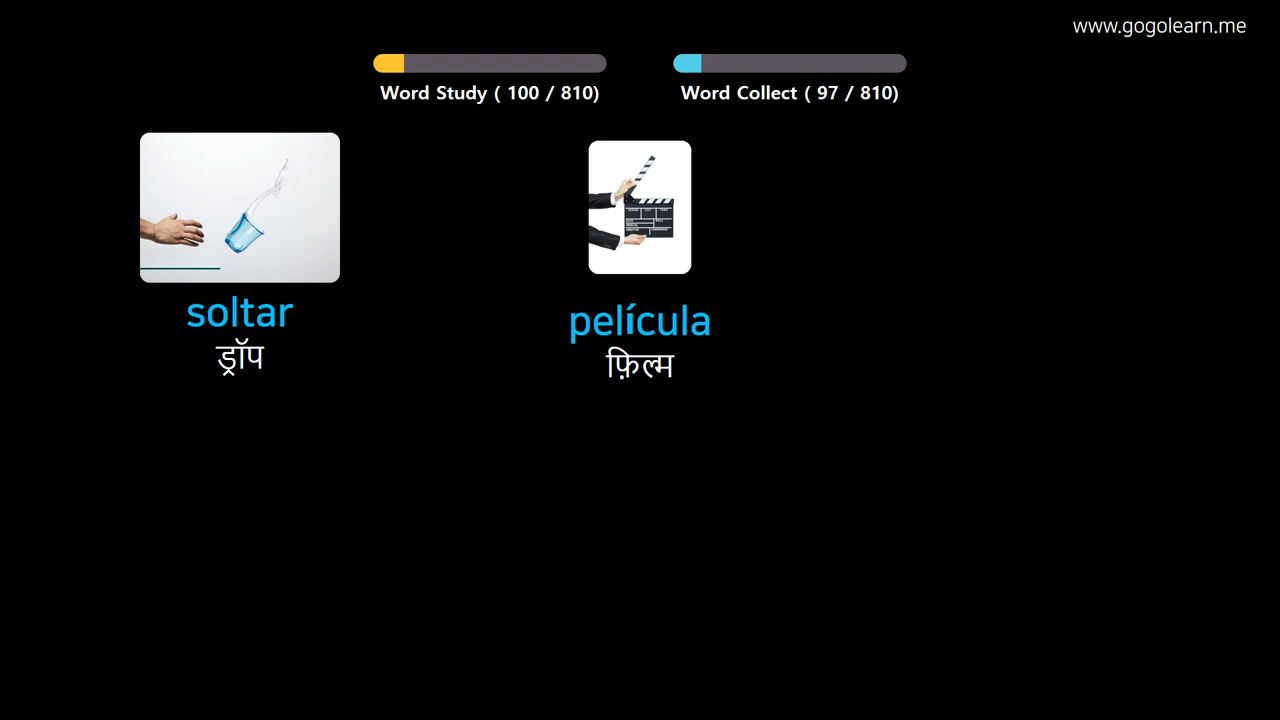 www.gogolearn.me
Word Study ( 100 / 810)
Word Collect ( 97 / 810)
soltar
ड्रॉप
película
फ़िल्म